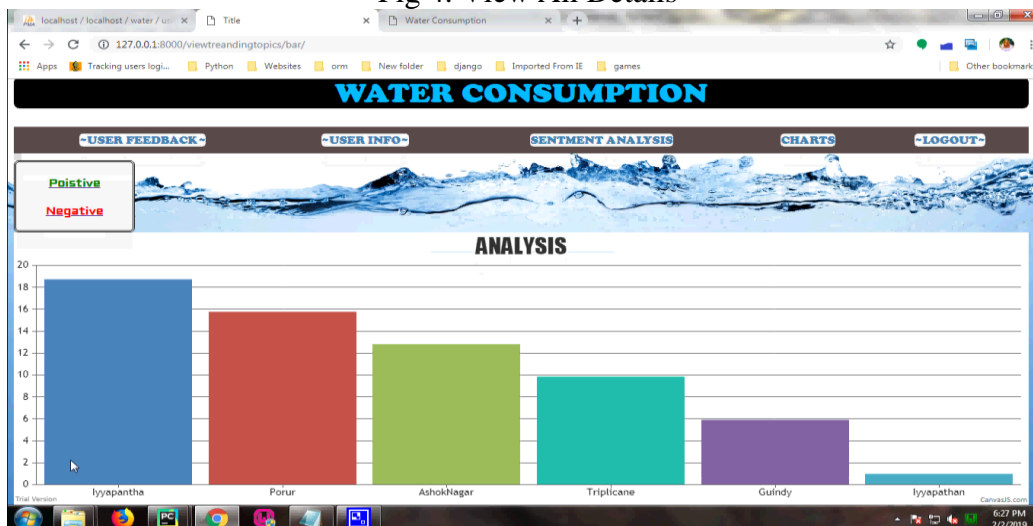 Fig 4: View All Details
localhost / localhost / water / us
Title
Water Consumption
127.0.0.1:8000/viewtreandingtopics/bar/
Apps
Tracking users logi...
Python
Websites
orm
New folder
django
Imported From IE
games
Other bookmark
WATER CONSUMPTION
~USER FEEDBACK~
~USER INFO~
SENTMENT ANALYSIS
CHARTS
~LOGOUT~
Poistive
Negative
ANALYSIS
20
18
16
14
12
10
8
6
4
2
0
Iyyapantha
Porur
AshokNagar
Triplicane
Guindy
Iyyapathan
Trial Version
CanvasJS.com
PC
6:27 PM